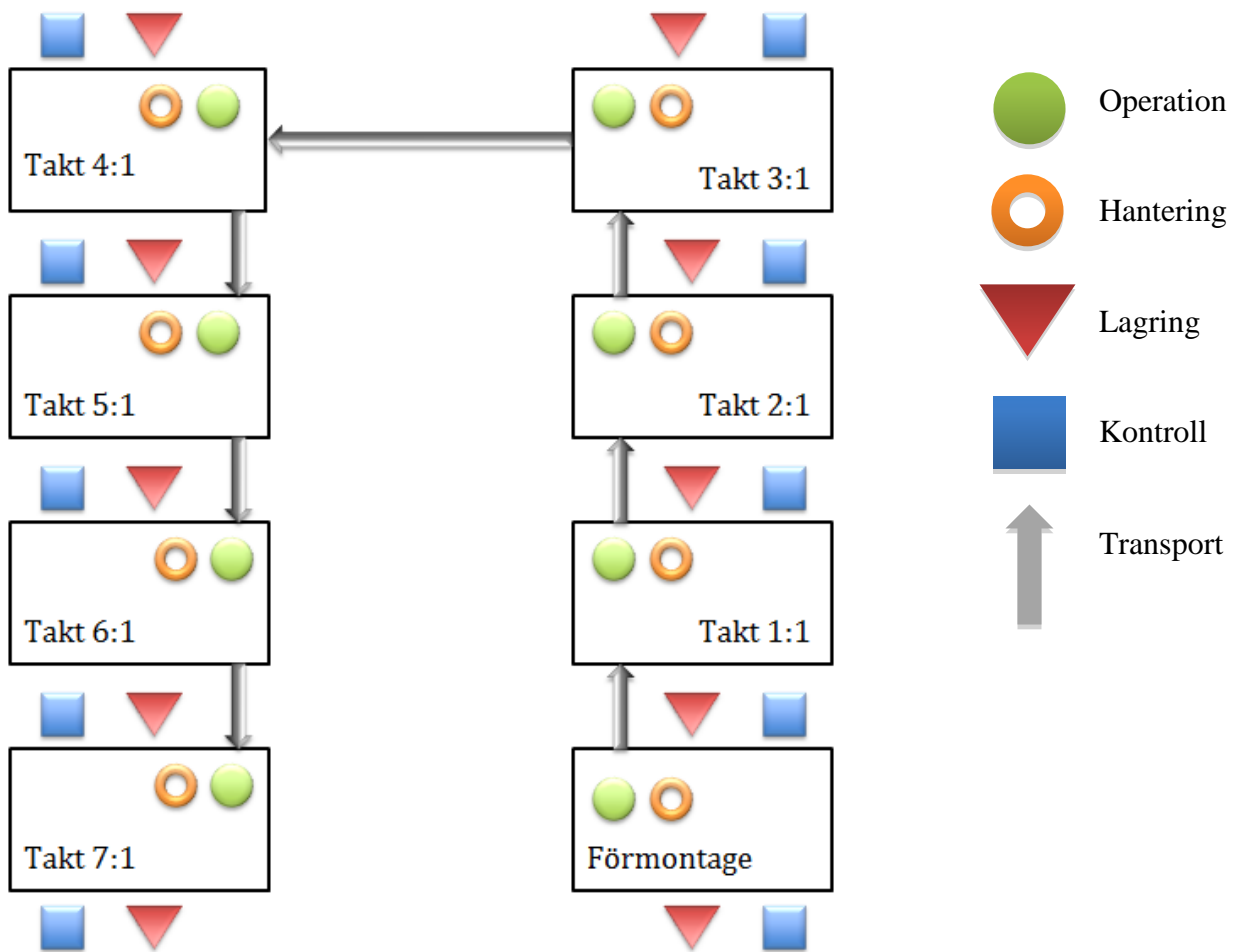 Takt 4:1
Takt 3:1
Takt 5:1
Takt 2:1
Takt 6:1
Takt 1:1
Takt 7:1
Förmontage
Operation
Hantering
Lagring
Kontroll
Transport